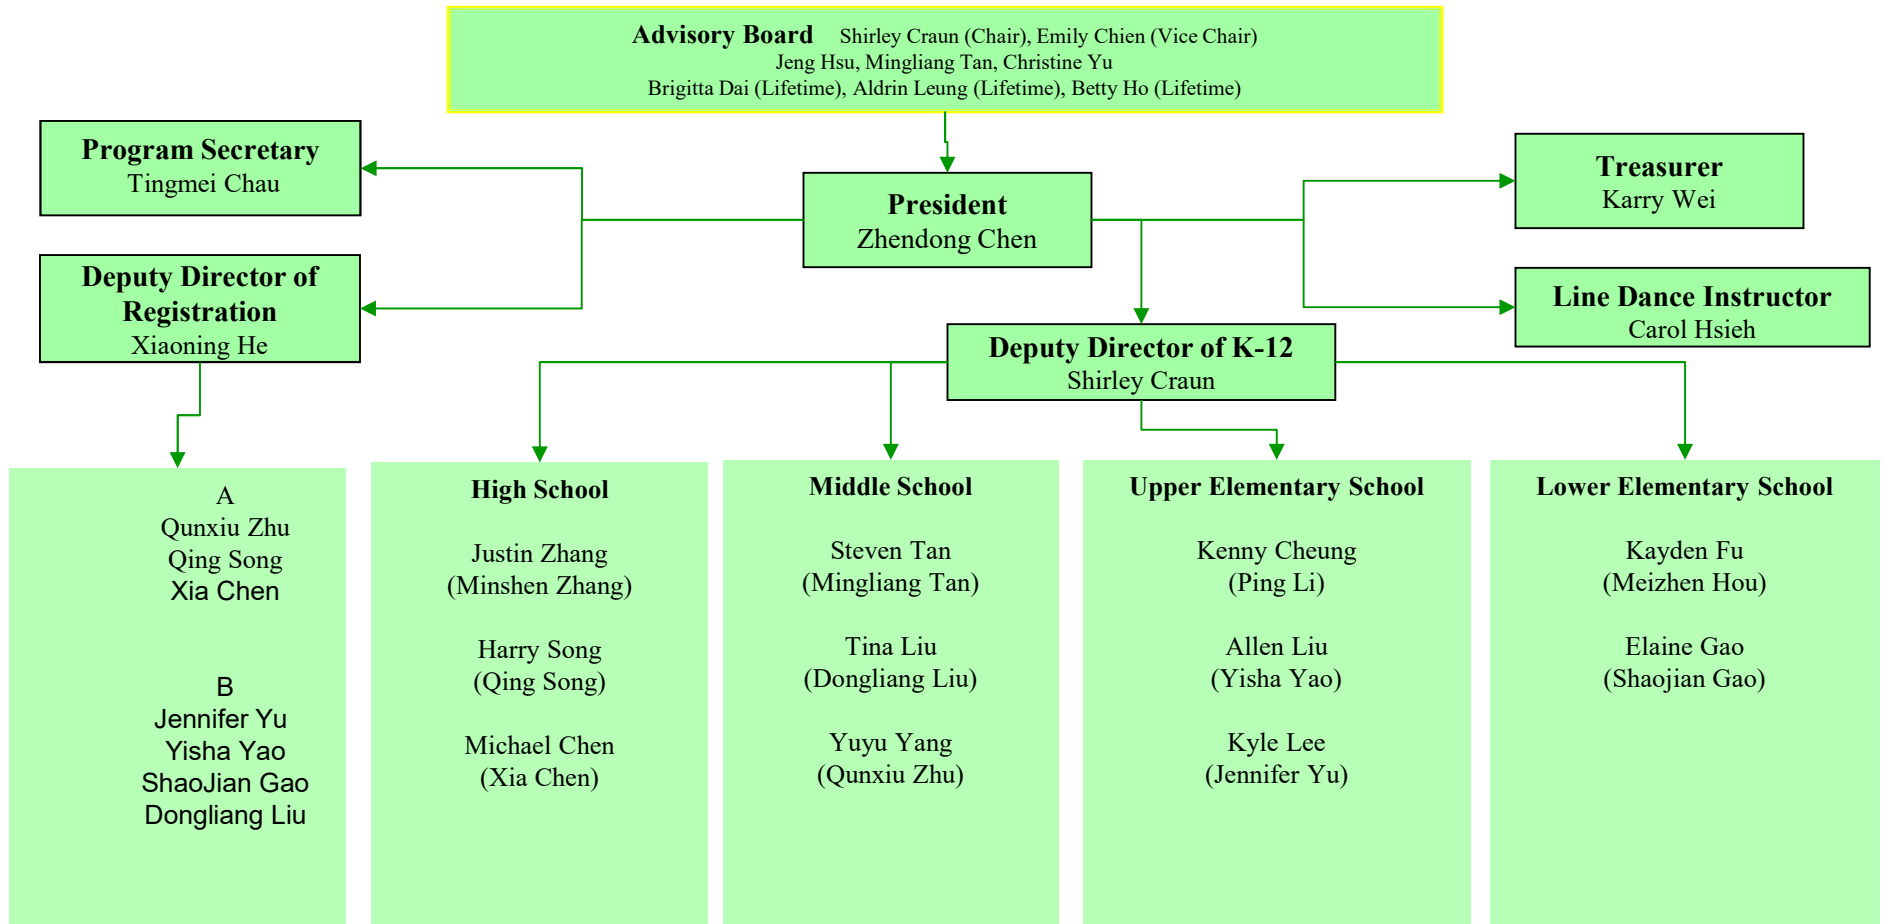 Advisory Board Shirley Craun (Chair), Emily Chien (Vice Chair)
Jeng Hsu, Mingliang Tan, Christine Yu
Brigitta Dai (Lifetime), Aldrin Leung (Lifetime), Betty Ho (Lifetime)
Program Secretary
Tingmei Chau
President
Zhendong Chen
Treasurer
Karry Wei
Deputy Director of
Registration
Xiaoning He
Line Dance Instructor
Carol Hsieh
Deputy Director of K-12
Shirley Craun
A
Qunxiu Zhu
Qing Song
Xia Chen
B
Jennifer Yu
Yisha Yao
ShaoJian Gao
Dongliang Liu
High School
Justin Zhang
(Minshen Zhang)
Harry Song
(Qing Song)
Michael Chen
(Xia Chen)
Middle School
Steven Tan
(Mingliang Tan)
Tina Liu
(Dongliang Liu)
Yuyu Yang
(Qunxiu Zhu)
Upper Elementary School
Kenny Cheung
(Ping Li)
Allen Liu
(Yisha Yao)
Kyle Lee
(Jennifer Yu)
Lower Elementary School
Kayden Fu
(Meizhen Hou)
Elaine Gao
(Shaojian Gao)